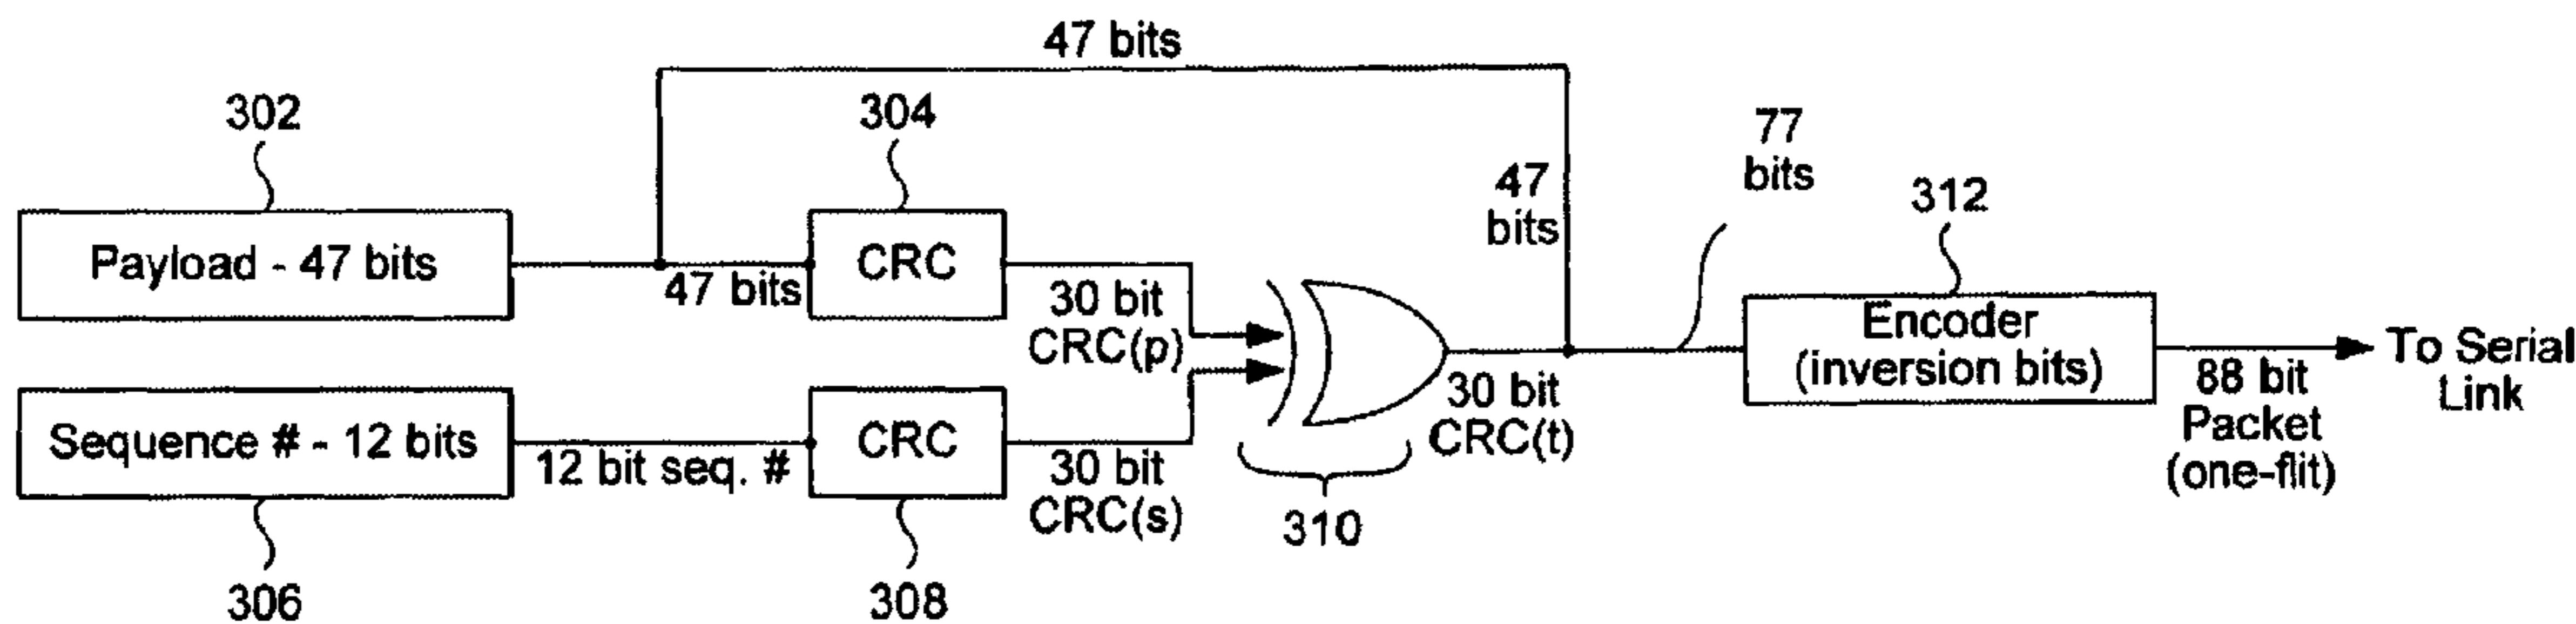 47 bits
302
304
77
bits
47
bits
312
Payload - 47 bits
47 bits
CRC
30 bit
CRC(p)
Encoder
(inversion bits)
To Serial
Link
88 bit
Packet
(one-flit)
Sequence # - 12 bits
12 bit seq. #
CRC
30 bit
CRC(s)
30 bit
CRC(t)
310
306
308